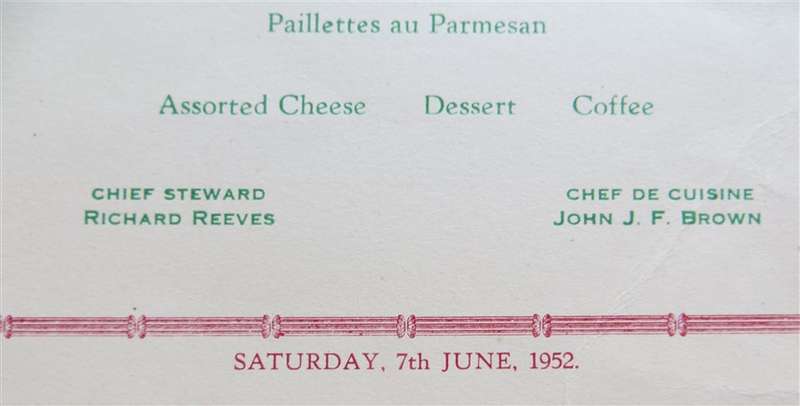 Paillettes au Parmesan
Assorted Cheese Dessert Coffee
CHIEF STEWARD CHEF DE CUISINE
RICHARD REEVES JOHN J. F. BROWN
SATURDAY, 7th JUNE, 1952.